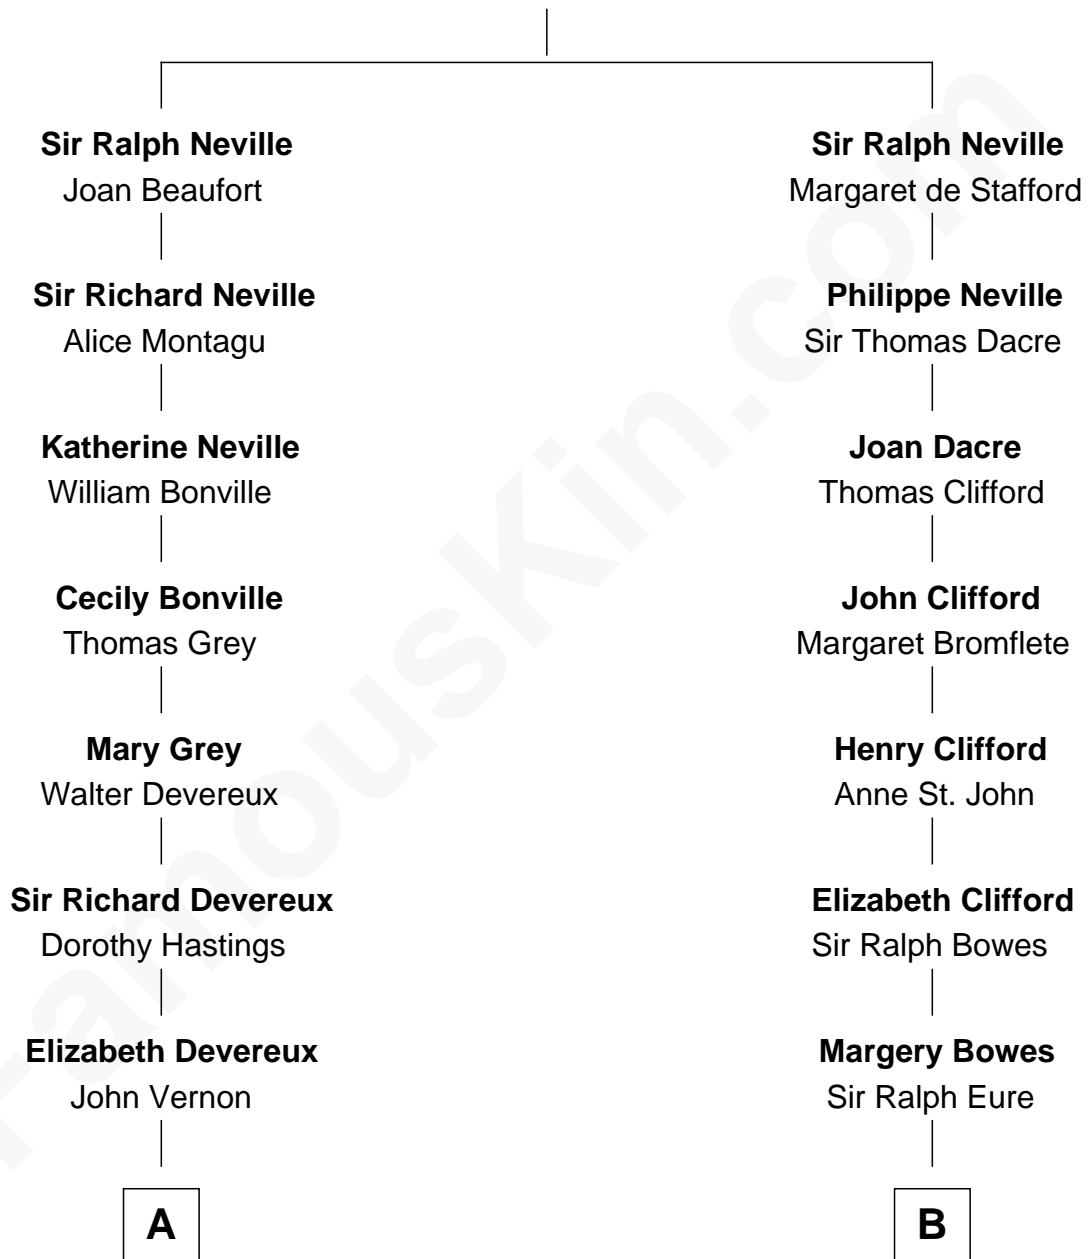 Sir Ralph Neville
Joan Beaufort
Sir Richard Neville
Alice Montagu
Katherine Neville
William Bonville
Cecily Bonville
Thomas Grey
Mary Grey
Walter Devereux
Sir Richard Devereux
Dorothy Hastings
Elizabeth Devereux
John Vernon
A
Sir Ralph Neville
Margaret de Stafford
Philippe Neville
Sir Thomas Dacre
Joan Dacre
Thomas Clifford
John Clifford
Margaret Bromflete
Henry Clifford
Anne St. John
Elizabeth Clifford
Sir Ralph Bowes
Margery Bowes
Sir Ralph Eure
B
FamousKin.com